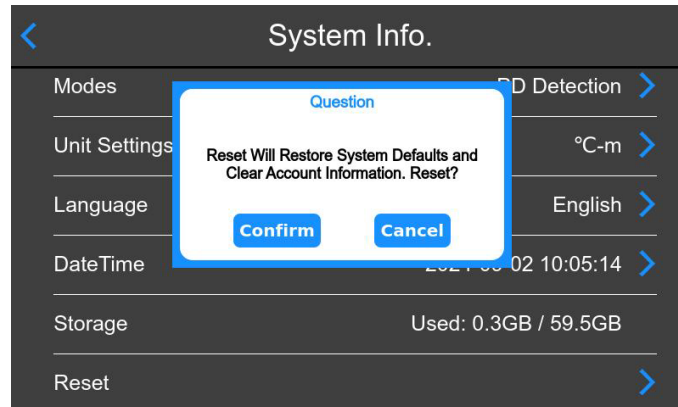 System Info.
Modes PD Detection
Question
Unit Settings °C-m
Reset Will Restore System Defaults and
Clear Account Information. Reset?
Language English
Confirm Cancel
DateTime 02 10:05:14
Storage Used: 0.3GB / 59.5GB
Reset